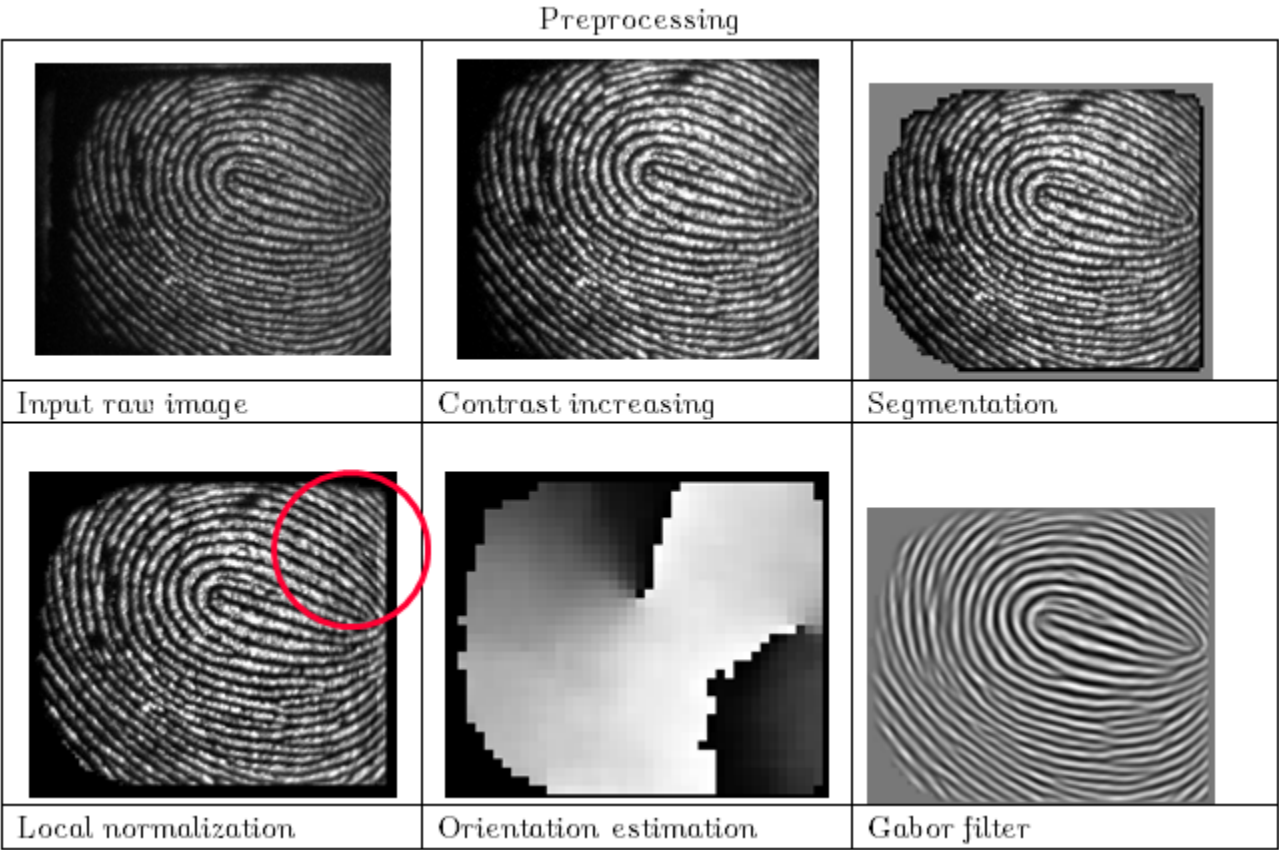 Preprocessing
Input raw image
Contrast increasing
Segmentation
Local normalization
Orientation estimation
Gabor filter